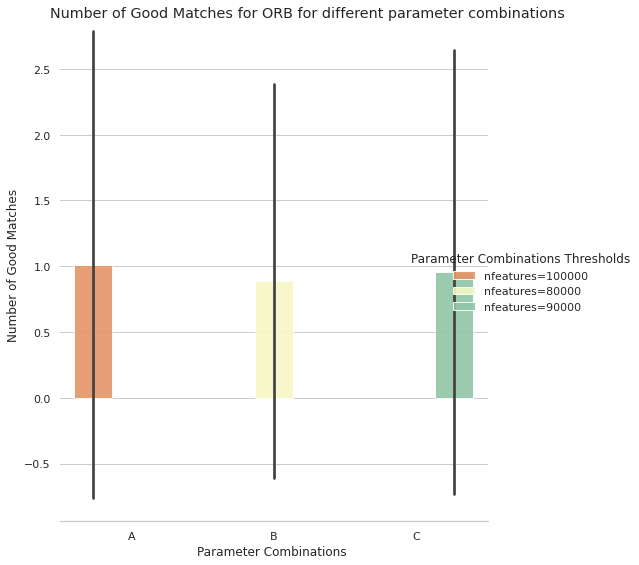 Number of Good Matches for ORB for different parameter combinations
2.5
2.0
1.5
1.0
0.5
0.0
−0.5
Number of Good Matches
A B C
Parameter Combinations
Parameter Combinations Thresholds
nfeatures=100000
nfeatures=80000
nfeatures=90000